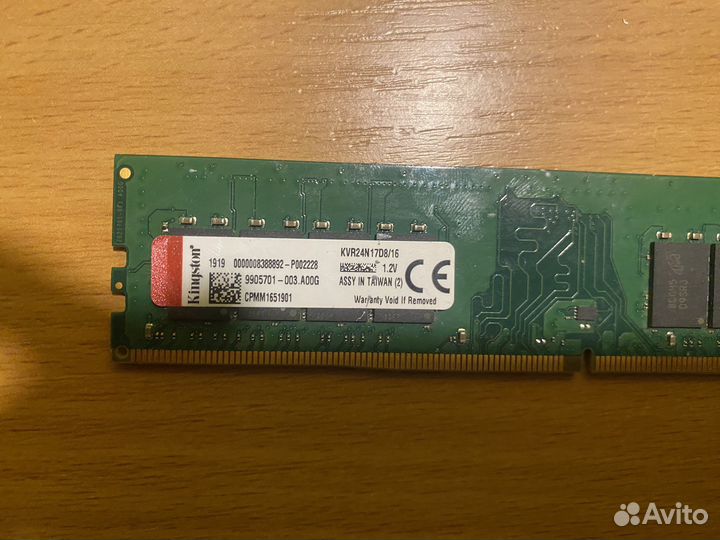 Kingston
1919 0000008388892-P002228
KVR24N17D8/16
1.2V
9905701-003.A00G
ASSY IN TAIWAN (2)
CPMM1651901
Warranty Void If Removed
CE
Avito